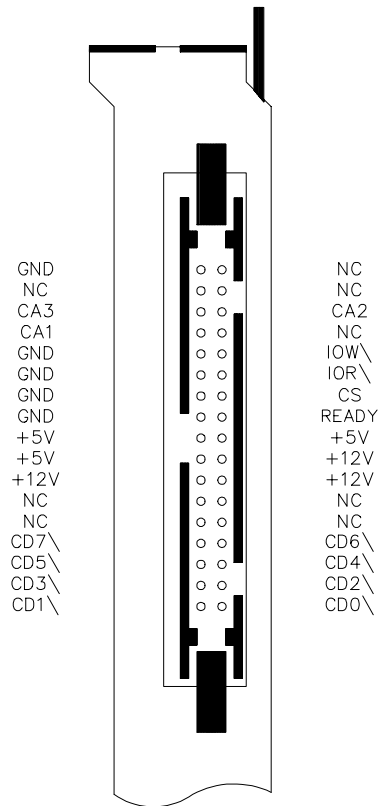 GND NC
NC NC
CA3 CA2
CA1 NC
GND IOW\
GND IOR\
GND CS
GND READY
+5V +5V
+5V +12V
+12V +12V
NC NC
NC NC
CD7\ CD6\
CD5\ CD4\
CD3\ CD2\
CD1\ CD0\